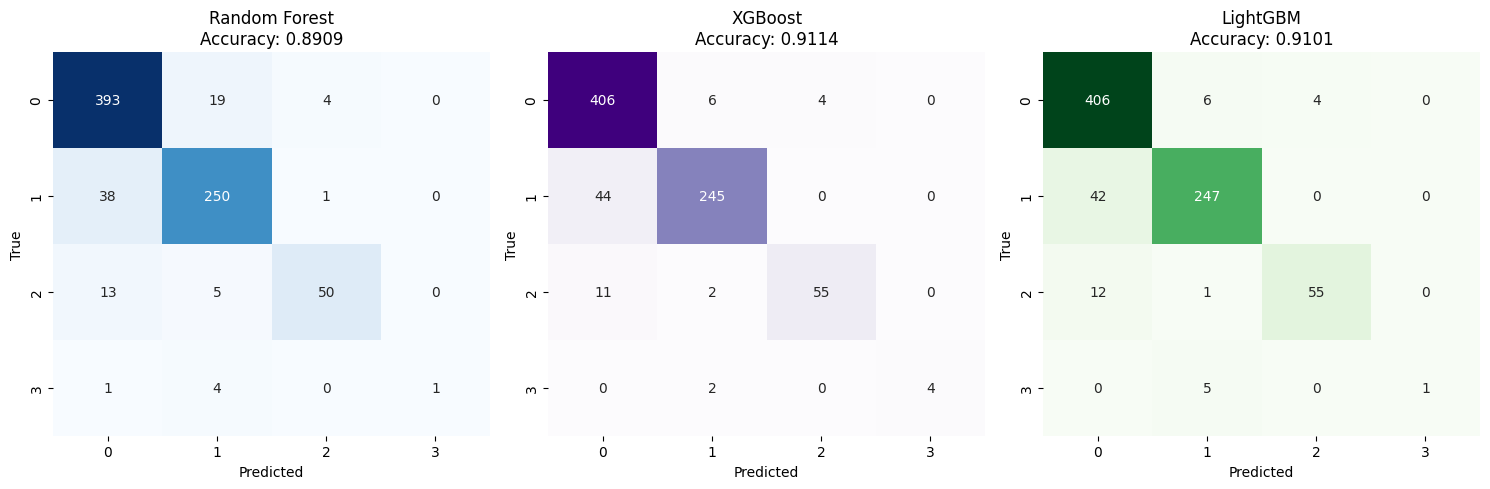 Random Forest
Accuracy: 0.8909
0
393 19 4 0
1
38 250 1 0
2
13 5 50 0
3
1 4 0 1
True
0 1 2 3
Predicted
XGBoost
Accuracy: 0.9114
0
406 6 4 0
1
44 245 0 0
2
11 2 55 0
3
0 2 0 4
True
0 1 2 3
Predicted
LightGBM
Accuracy: 0.9101
0
406 6 4 0
1
42 247 0 0
2
12 1 55 0
3
0 5 0 1
True
0 1 2 3
Predicted